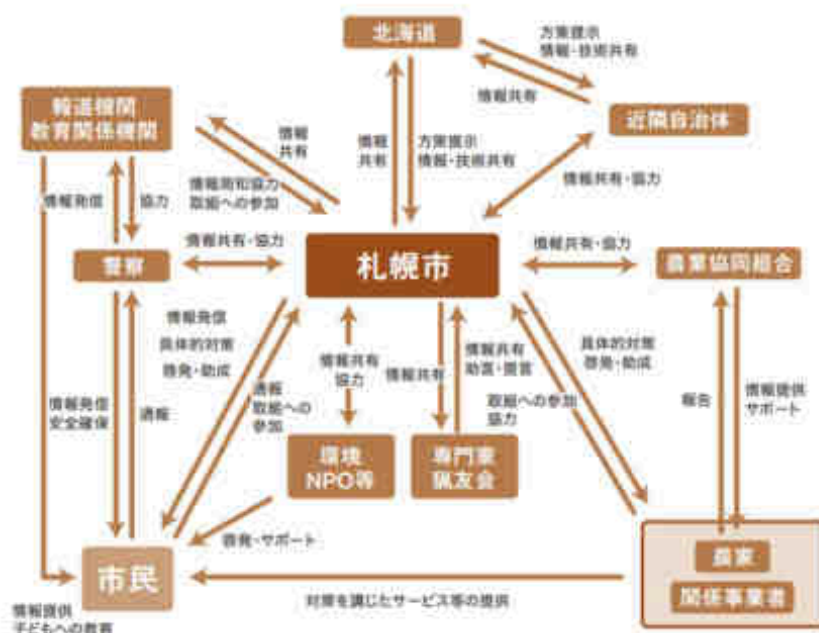 北海道
方策提示
情報・技術共有
情報共有
報道機関
教育関係機関
近隣自治体
情報
共有
情報
共有
方策提示
情報・技術共有
情報共有・協力
情報発信
協力
情報周知協力
取組への参加
警察
情報共有・協力
札幌市
情報共有・協力
農業協同組合
情報発信
具体的対策
啓発・助成
情報共有
協力
情報共有
情報共有
助言・提言
具体的対策
啓発・助成
情報発信
安全確保
通報
通報
取組への
参加
取組への参加
協力
報告
情報提供
サポート
環境
NPO等
専門家
猟友会
啓発・サポート
市民
農家
関係事業者
対策を講じたサービス等の提供
情報提供
子どもへの教育